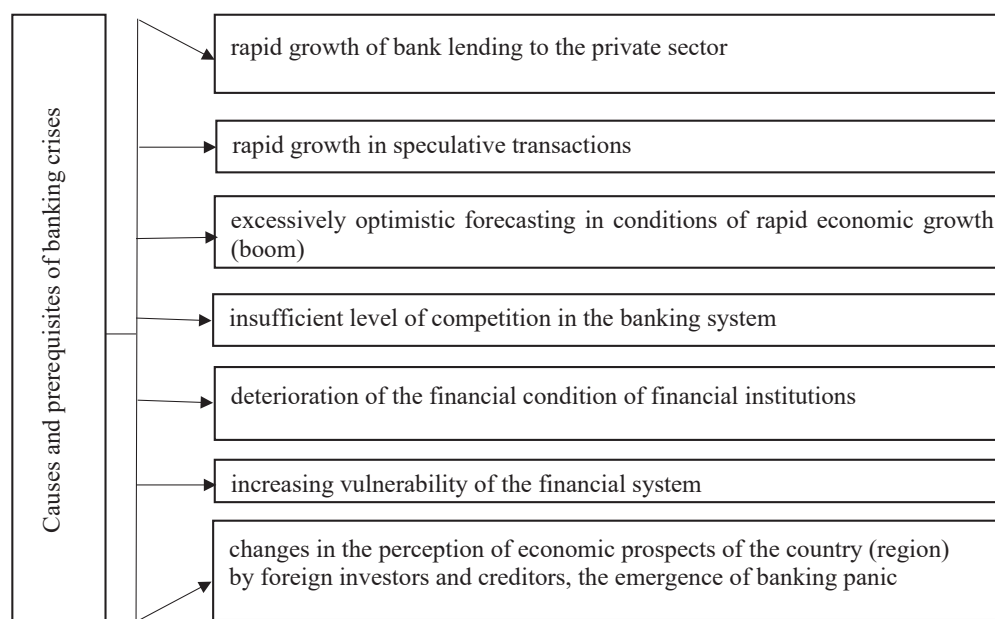 Causes and prerequisites of banking crises
rapid growth of bank lending to the private sector
rapid growth in speculative transactions
excessively optimistic forecasting in conditions of rapid economic growth
(boom)
insufficient level of competition in the banking system
deterioration of the financial condition of financial institutions
increasing vulnerability of the financial system
changes in the perception of economic prospects of the country (region)
by foreign investors and creditors, the emergence of banking panic